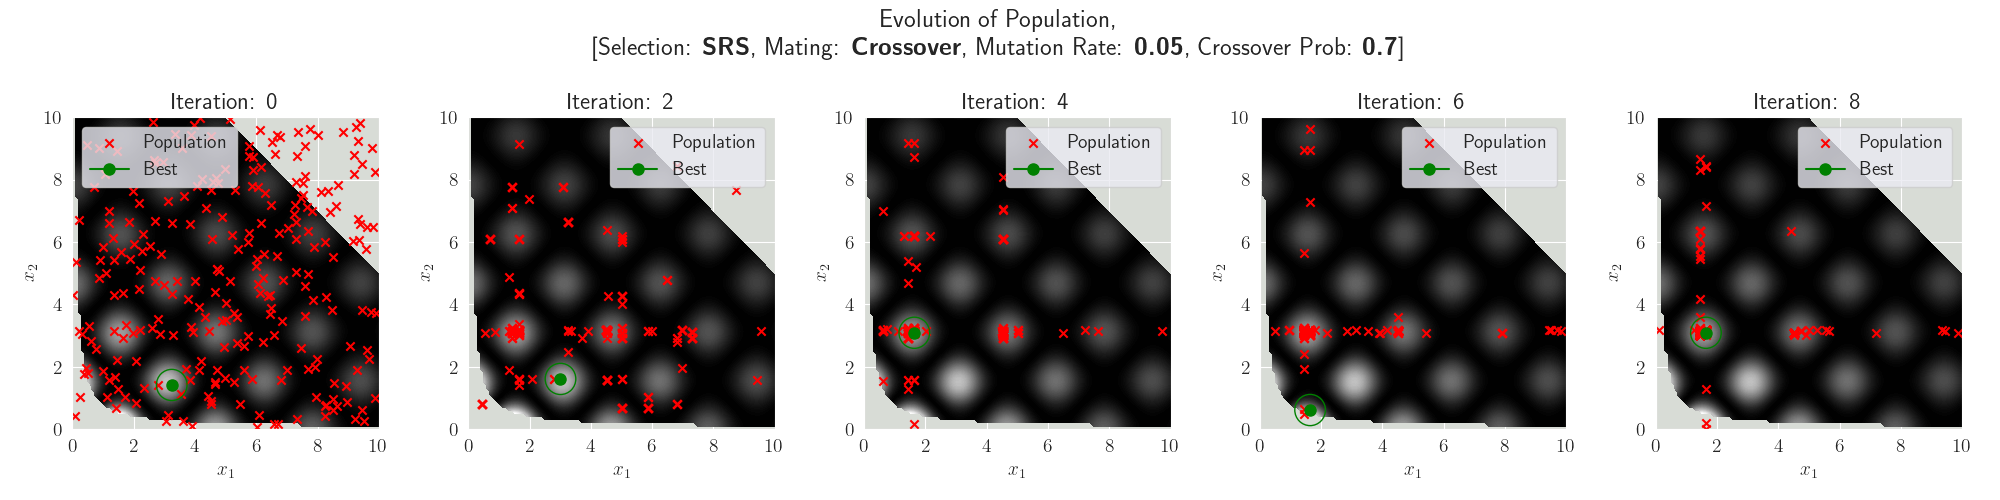 Evolution of Population,
[Selection: SRS, Mating: Crossover, Mutation Rate: 0.05, Crossover Prob: 0.7]
Iteration: 0
Population
Best
10
8
6
4
2
0
x2
0 2 4 6 8 10
x1
Iteration: 2
Population
Best
10
8
6
4
2
0
x2
0 2 4 6 8 10
x1
Iteration: 4
Population
Best
10
8
6
4
2
0
x2
0 2 4 6 8 10
x1
Iteration: 6
Population
Best
10
8
6
4
2
0
x2
0 2 4 6 8 10
x1
Iteration: 8
Population
Best
10
8
6
4
2
0
x2
0 2 4 6 8 10
x1